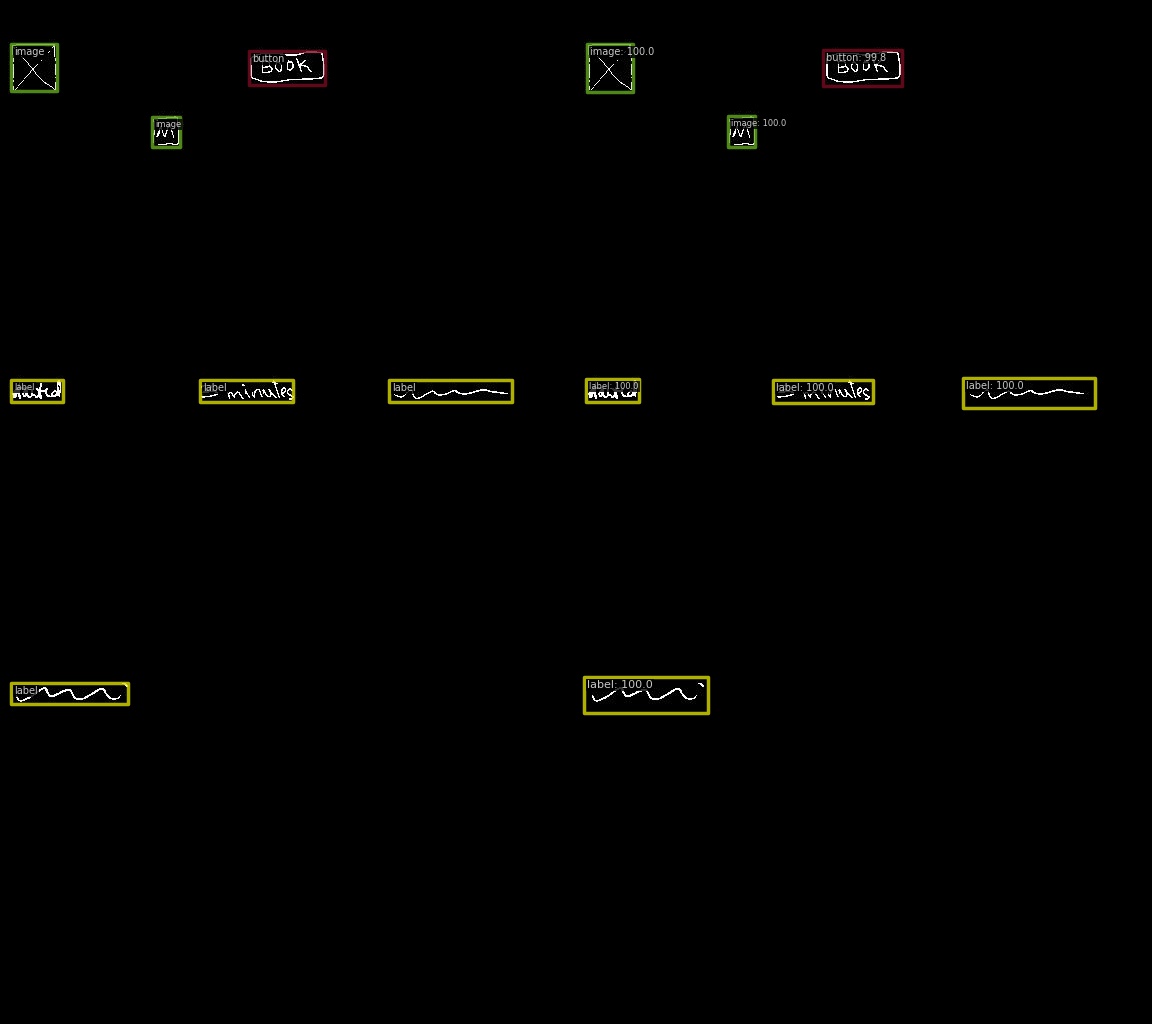 image button image: 100.0 button: 99.8
BOOK BOOK
image image: 100.0
label label label label: 100.0 label: 100.0 label: 100.0
minutes minutes
label label: 100.0